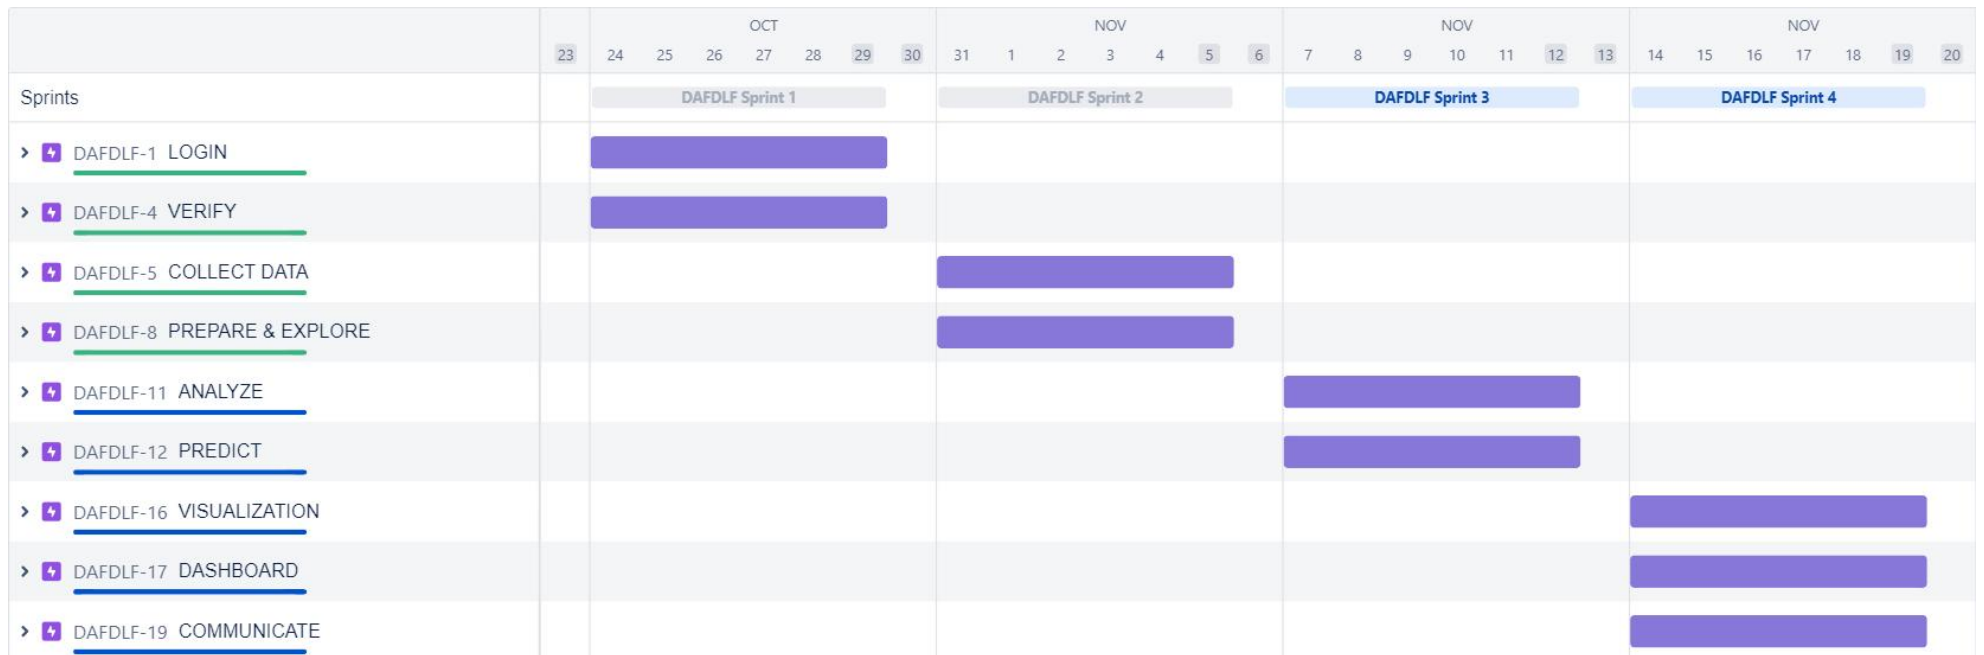 OCT NOV NOV NOV
23 24 25 26 27 28 29 30 31 1 2 3 4 5 6 7 8 9 10 11 12 13 14 15 16 17 18 19 20
Sprints DAFDLF Sprint 1 DAFDLF Sprint 2 DAFDLF Sprint 3 DAFDLF Sprint 4
DAFDLF-1 LOGIN
DAFDLF-4 VERIFY
DAFDLF-5 COLLECT DATA
DAFDLF-8 PREPARE & EXPLORE
DAFDLF-11 ANALYZE
DAFDLF-12 PREDICT
DAFDLF-16 VISUALIZATION
DAFDLF-17 DASHBOARD
DAFDLF-19 COMMUNICATE